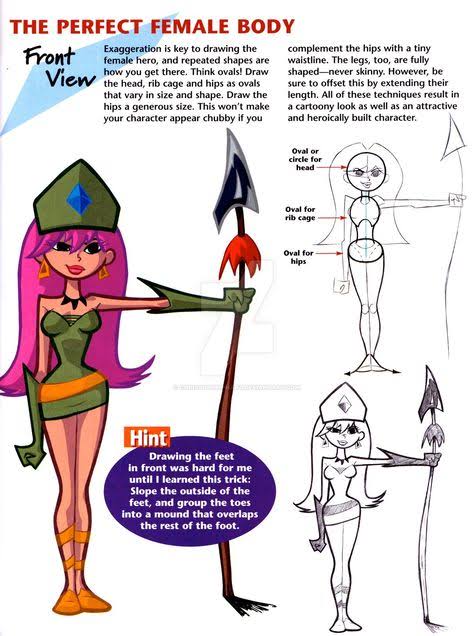 THE PERFECT FEMALE BODY
Front
View
Exaggeration is key to drawing the
female hero, and repeated shapes are
how you get there. Think ovals! Draw
the head, rib cage and hips as ovals
that vary in size and shape. Draw the
hips a generous size. This won't make
your character appear chubby if you
complement the hips with a tiny
waistline. The legs, too, are fully
shaped—never skinny. However, be
sure to offset this by extending their
length. All of these techniques result in
a cartoony look as well as an attractive
and heroically built character.
Oval or
circle for
head
Oval for
rib cage
Oval for
hips
Hint
Drawing the feet
in front was hard for me
until I learned this trick:
Slope the outside of the
feet, and group the toes
into a mound that overlaps
the rest of the foot.